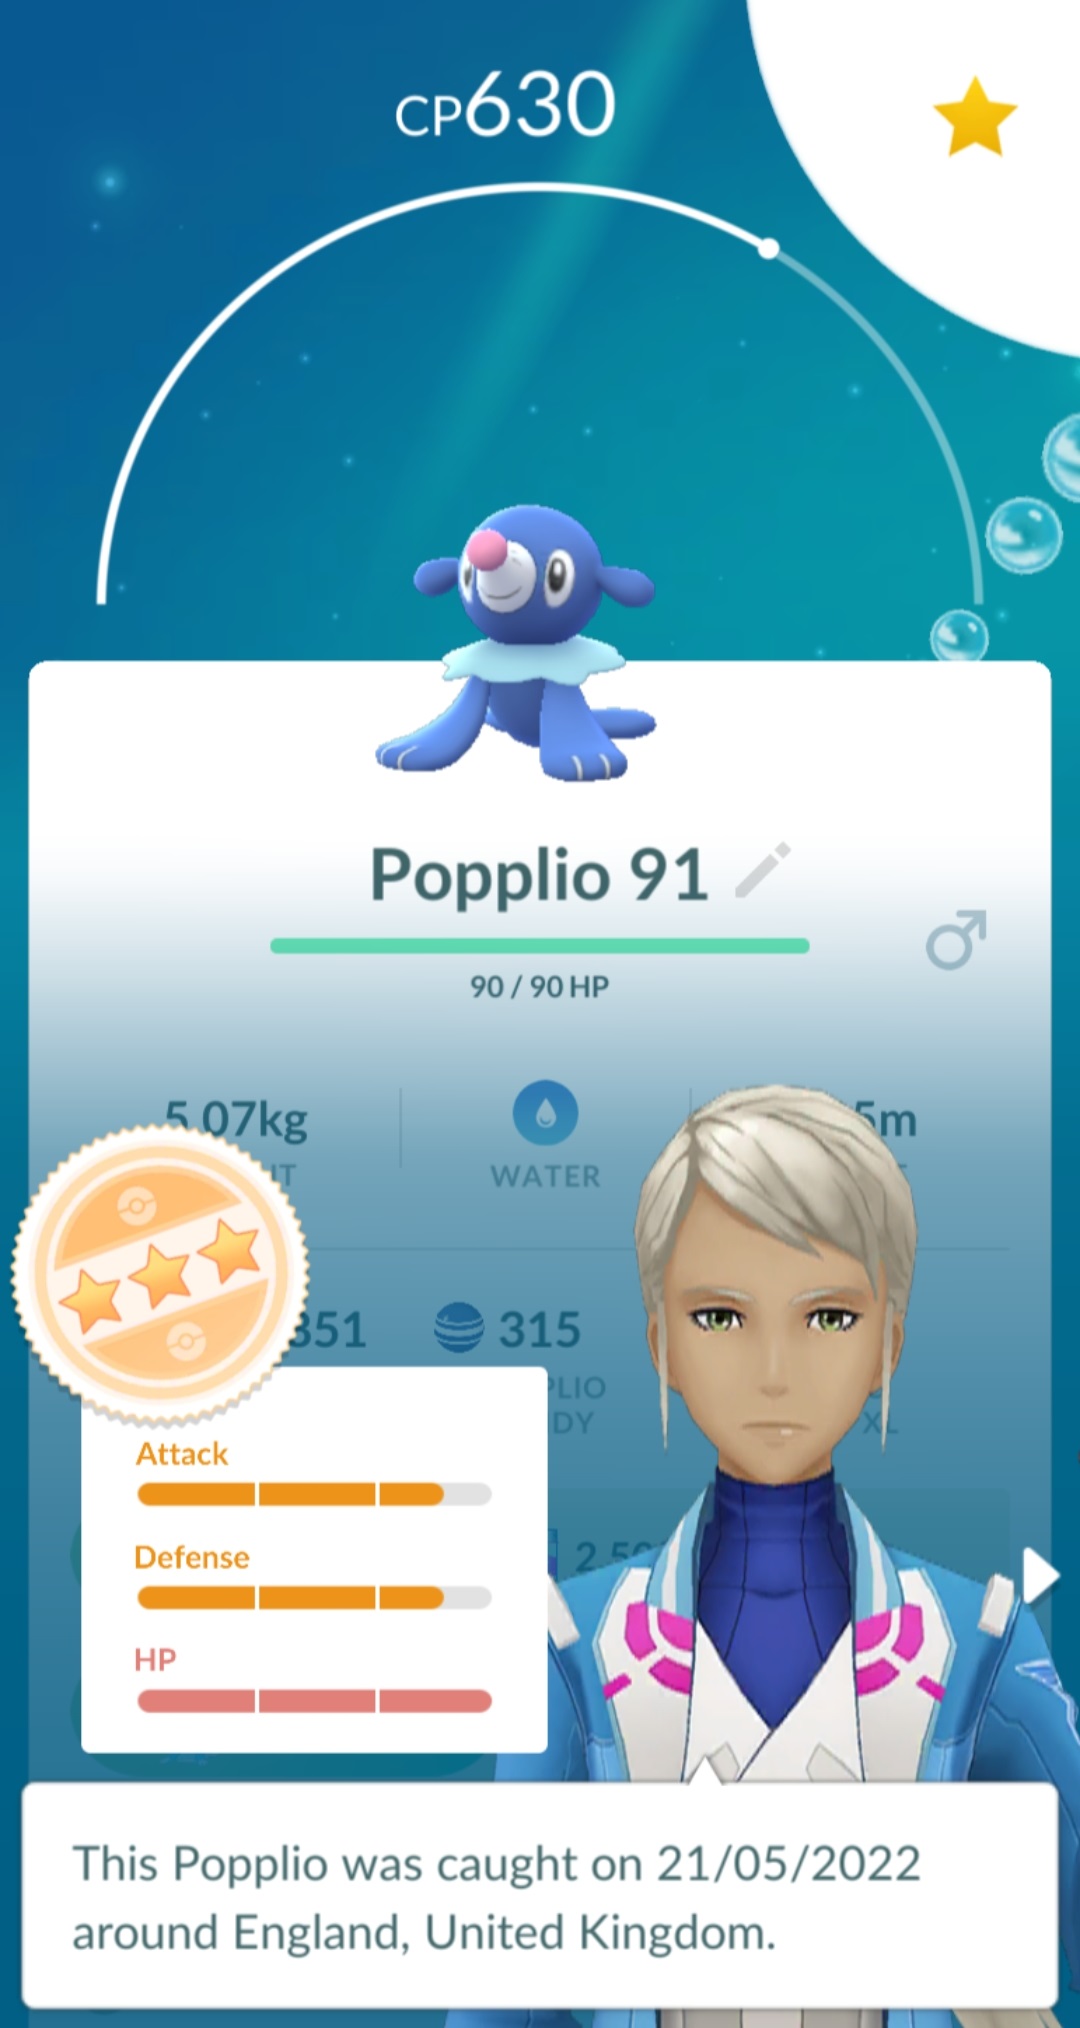 CP630
Popplio 91
90 / 90 HP
5.07kg
5m
WATER
351
315
Attack
Defense
HP
This Popplio was caught on 21/05/2022
around England, United Kingdom.